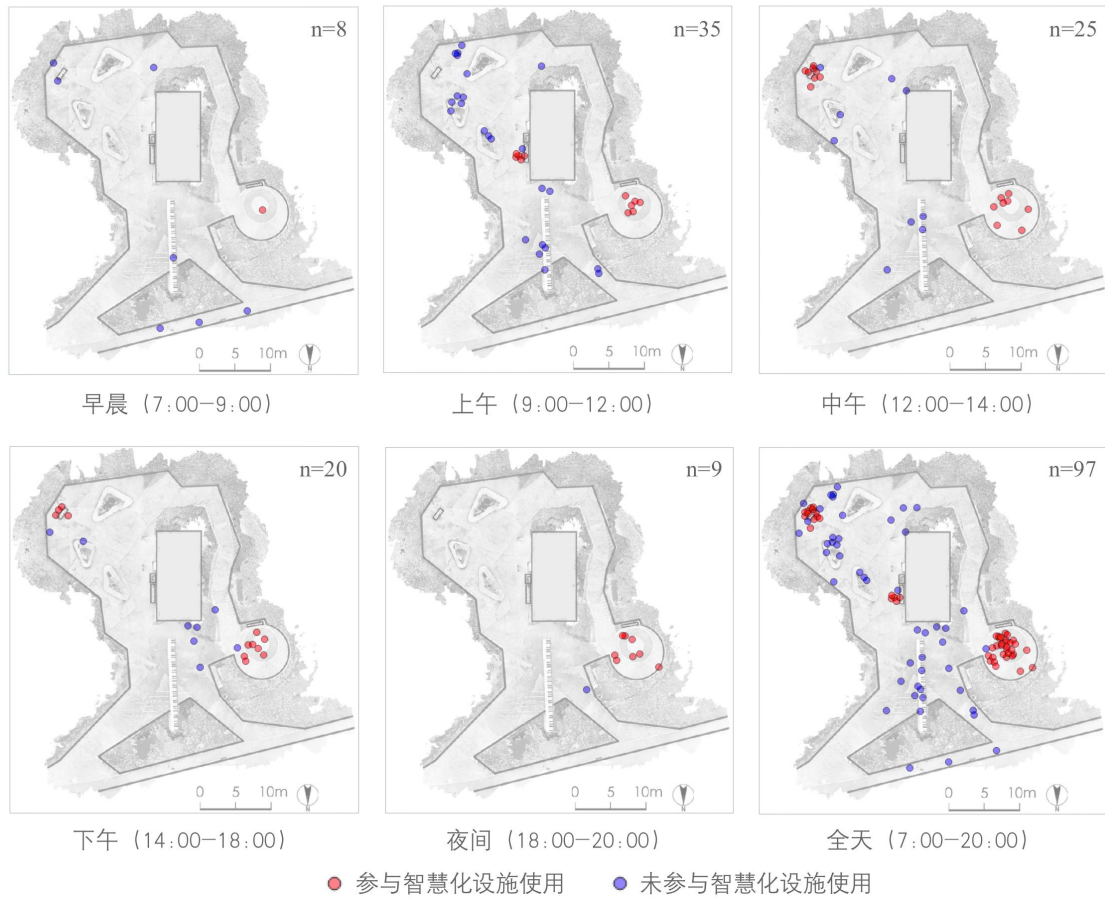 n=8
n=35
n=25
0 5 10m N
0 5 10m N
0 5 10m N
早晨 (7:00—9:00)
上午 (9:00—12:00)
中午 (12:00—14:00)
n=20
n=9
n=97
0 5 10m N
0 5 10m N
0 5 10m N
下午 (14:00—18:00)
夜间 (18:00—20:00)
全天 (7:00—20:00)
参与智慧化设施使用
未参与智慧化设施使用